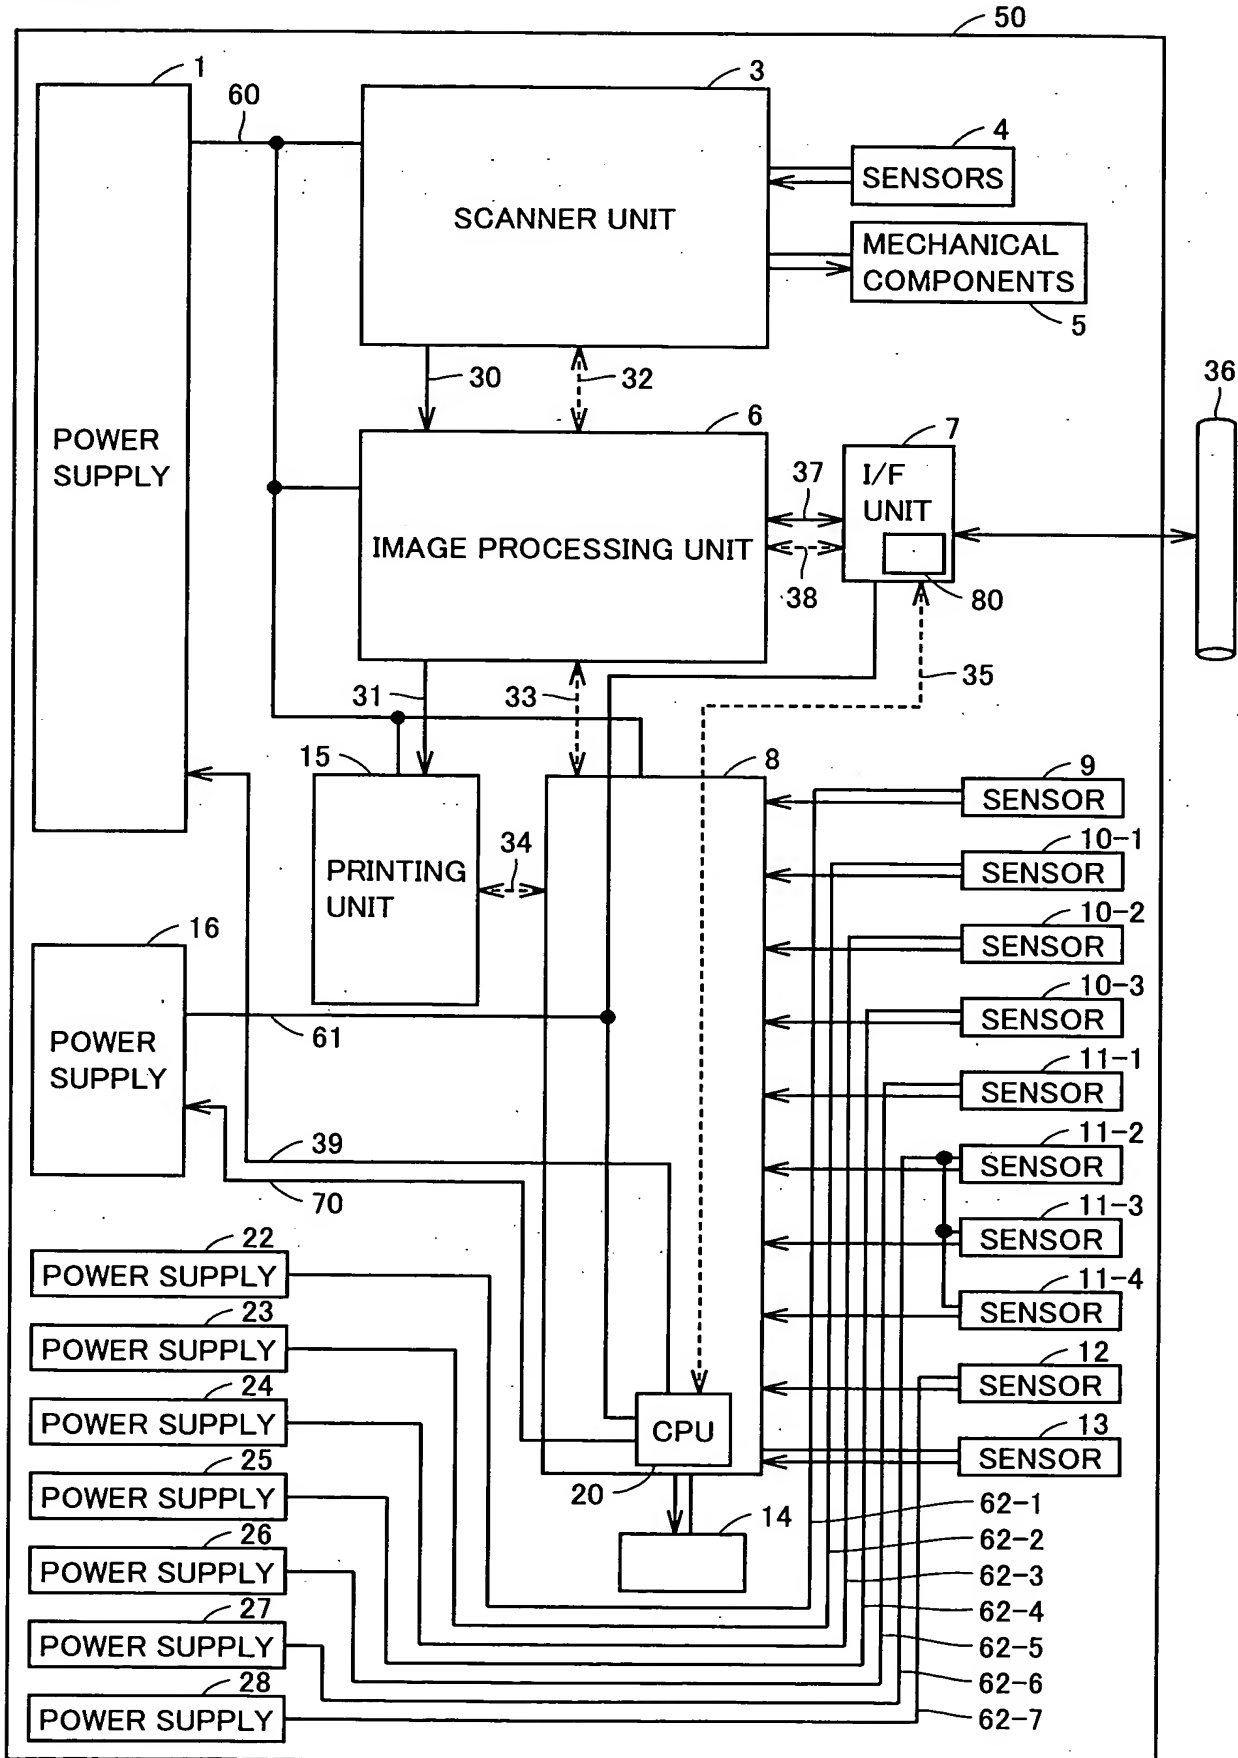 50
1
60
3
4
SENSORS
SCANNER UNIT
MECHANICAL
COMPONENTS
5
30
32
36
6
7
POWER
SUPPLY
I/F
UNIT
37
IMAGE PROCESSING UNIT
38
80
31
33
35
15
8
9
SENSOR
10-1
SENSOR
34
PRINTING
UNIT
10-2
SENSOR
16
10-3
SENSOR
61
POWER
SUPPLY
11-1
SENSOR
39
11-2
SENSOR
70
11-3
SENSOR
22
POWER SUPPLY
11-4
SENSOR
23
POWER SUPPLY
12
SENSOR
24
POWER SUPPLY
CPU
13
SENSOR
25
POWER SUPPLY
20
14
62-1
62-2
26
POWER SUPPLY
62-3
62-4
27
POWER SUPPLY
62-5
62-6
28
POWER SUPPLY
62-7